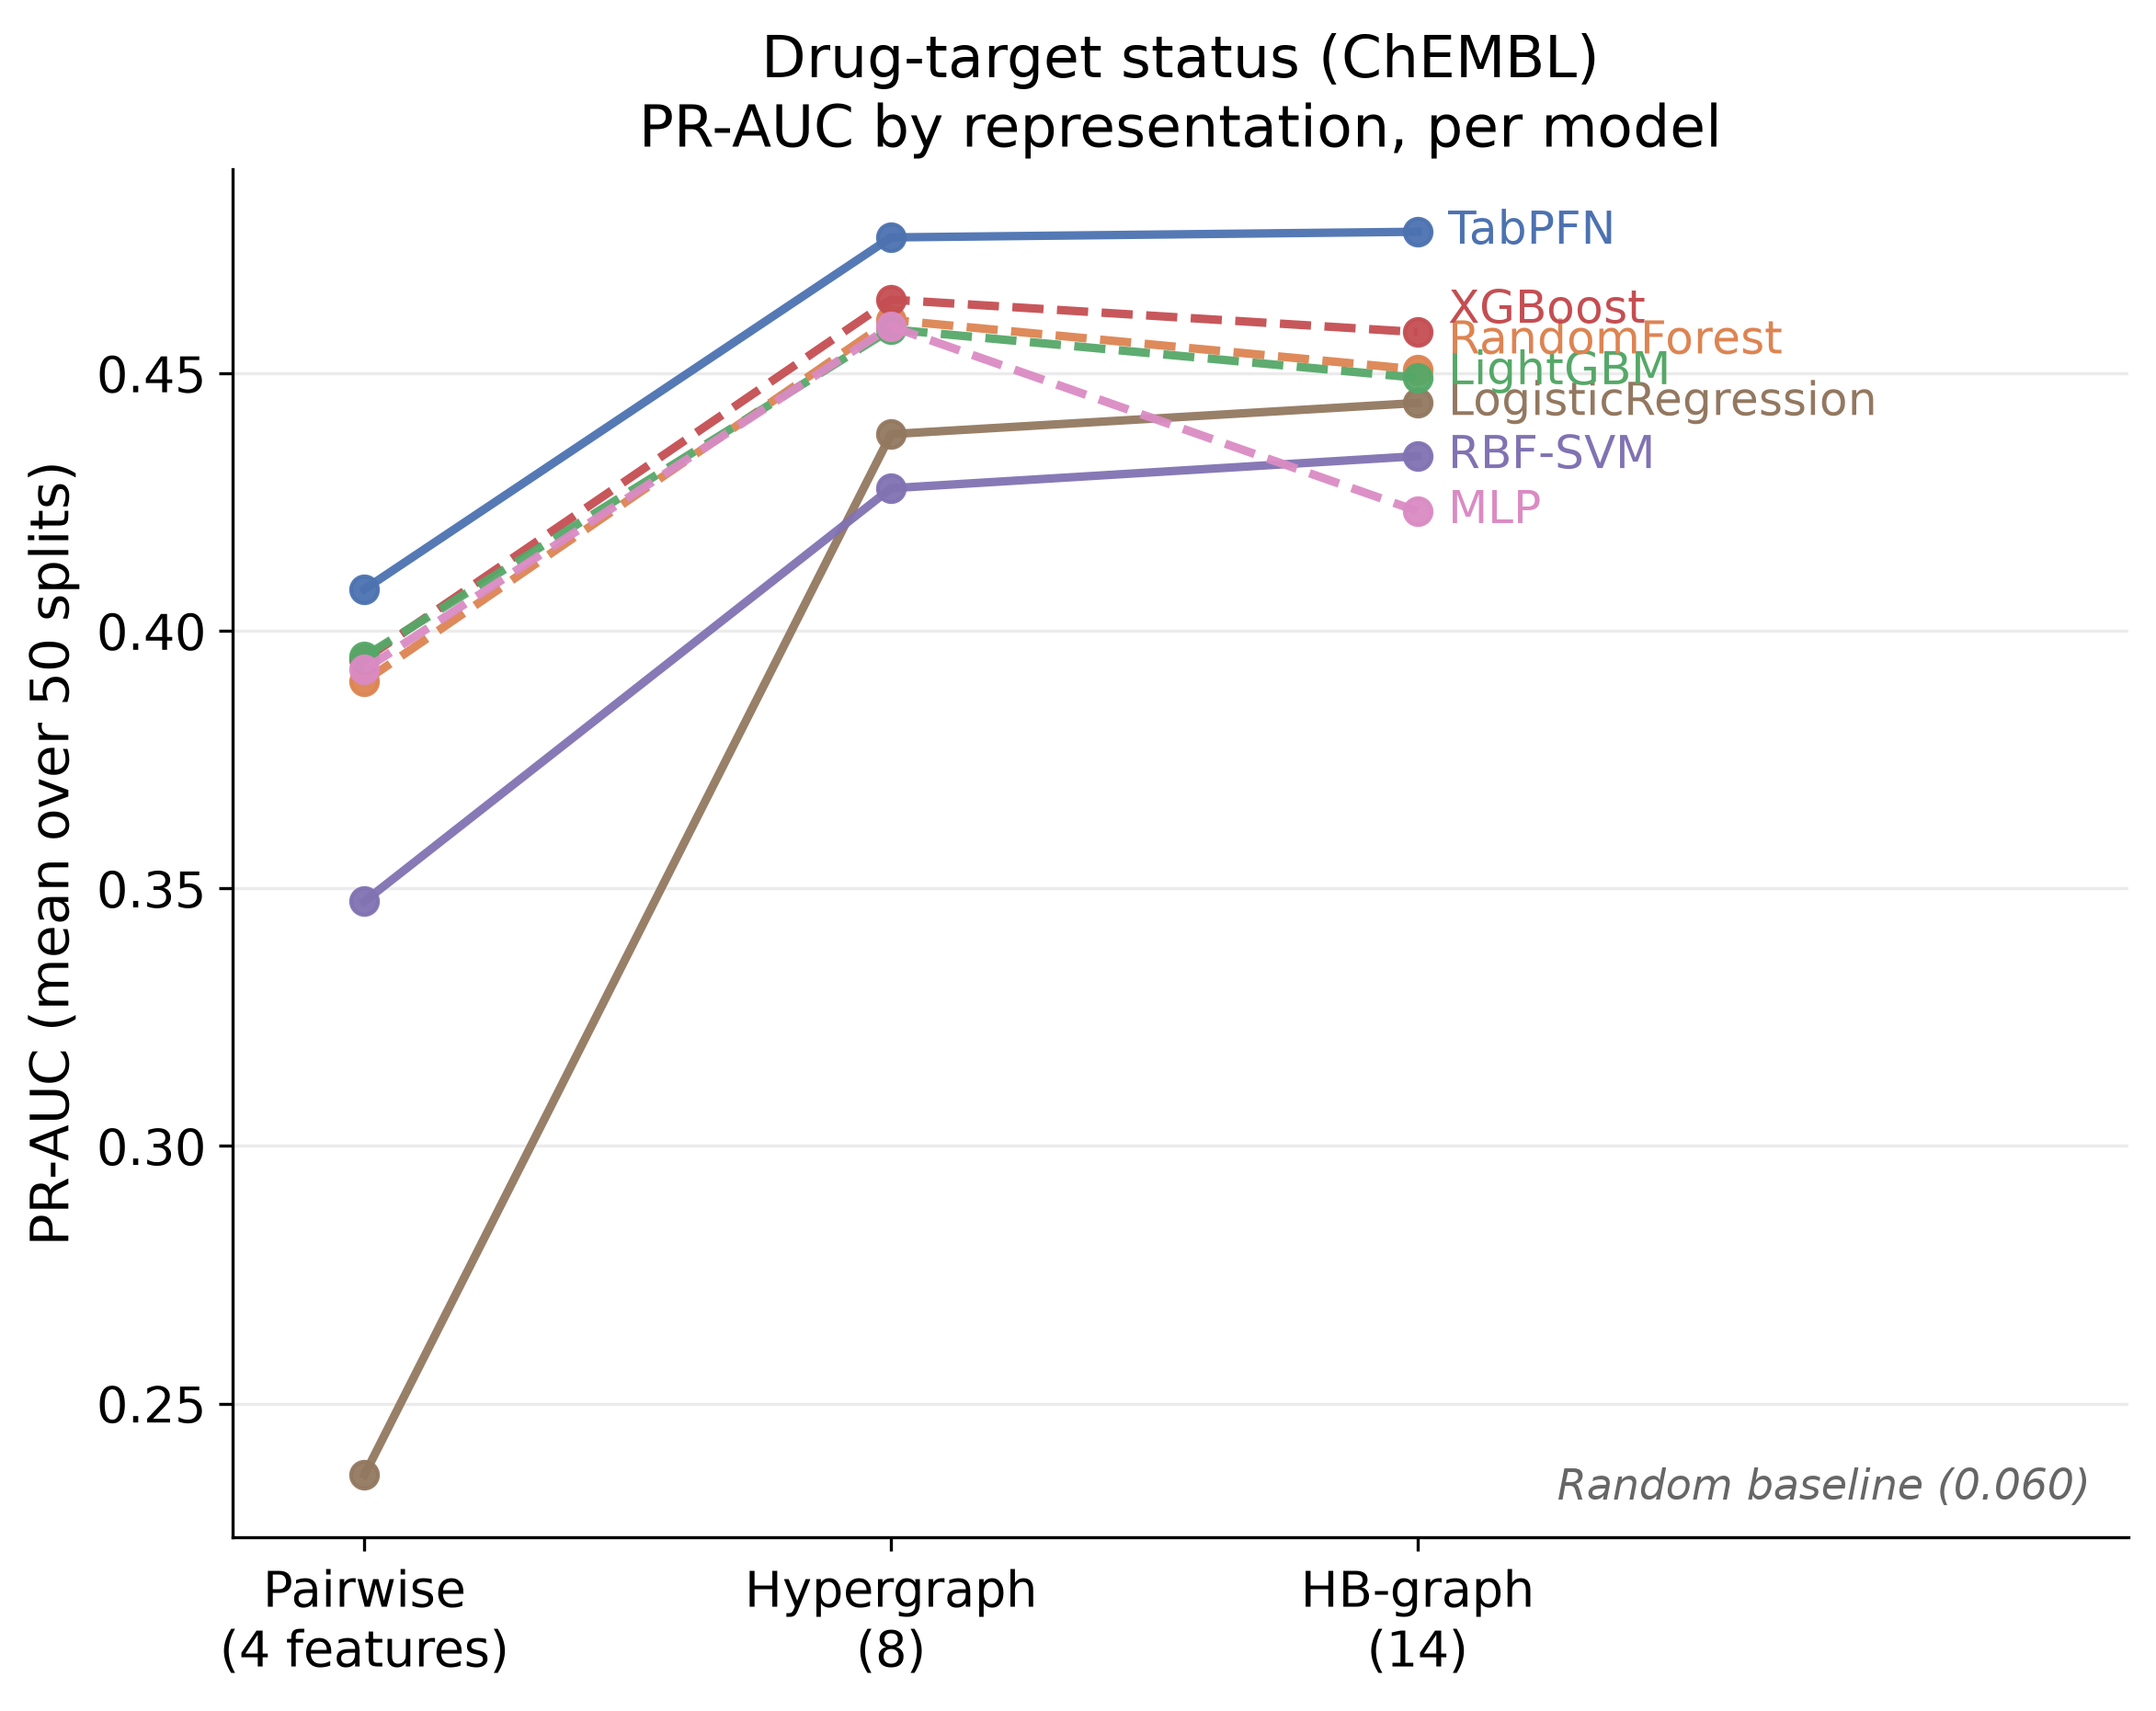 Drug-target status (ChEMBL)
PR-AUC by representation, per model
PR-AUC (mean over 50 splits)
0.45
0.40
0.35
0.30
0.25
TabPFN
XGBoost
RandomForest
LightGBM
LogisticRegression
RBF-SVM
MLP
Random baseline (0.060)
Pairwise
(4 features)
Hypergraph
(8)
HB-graph
(14)